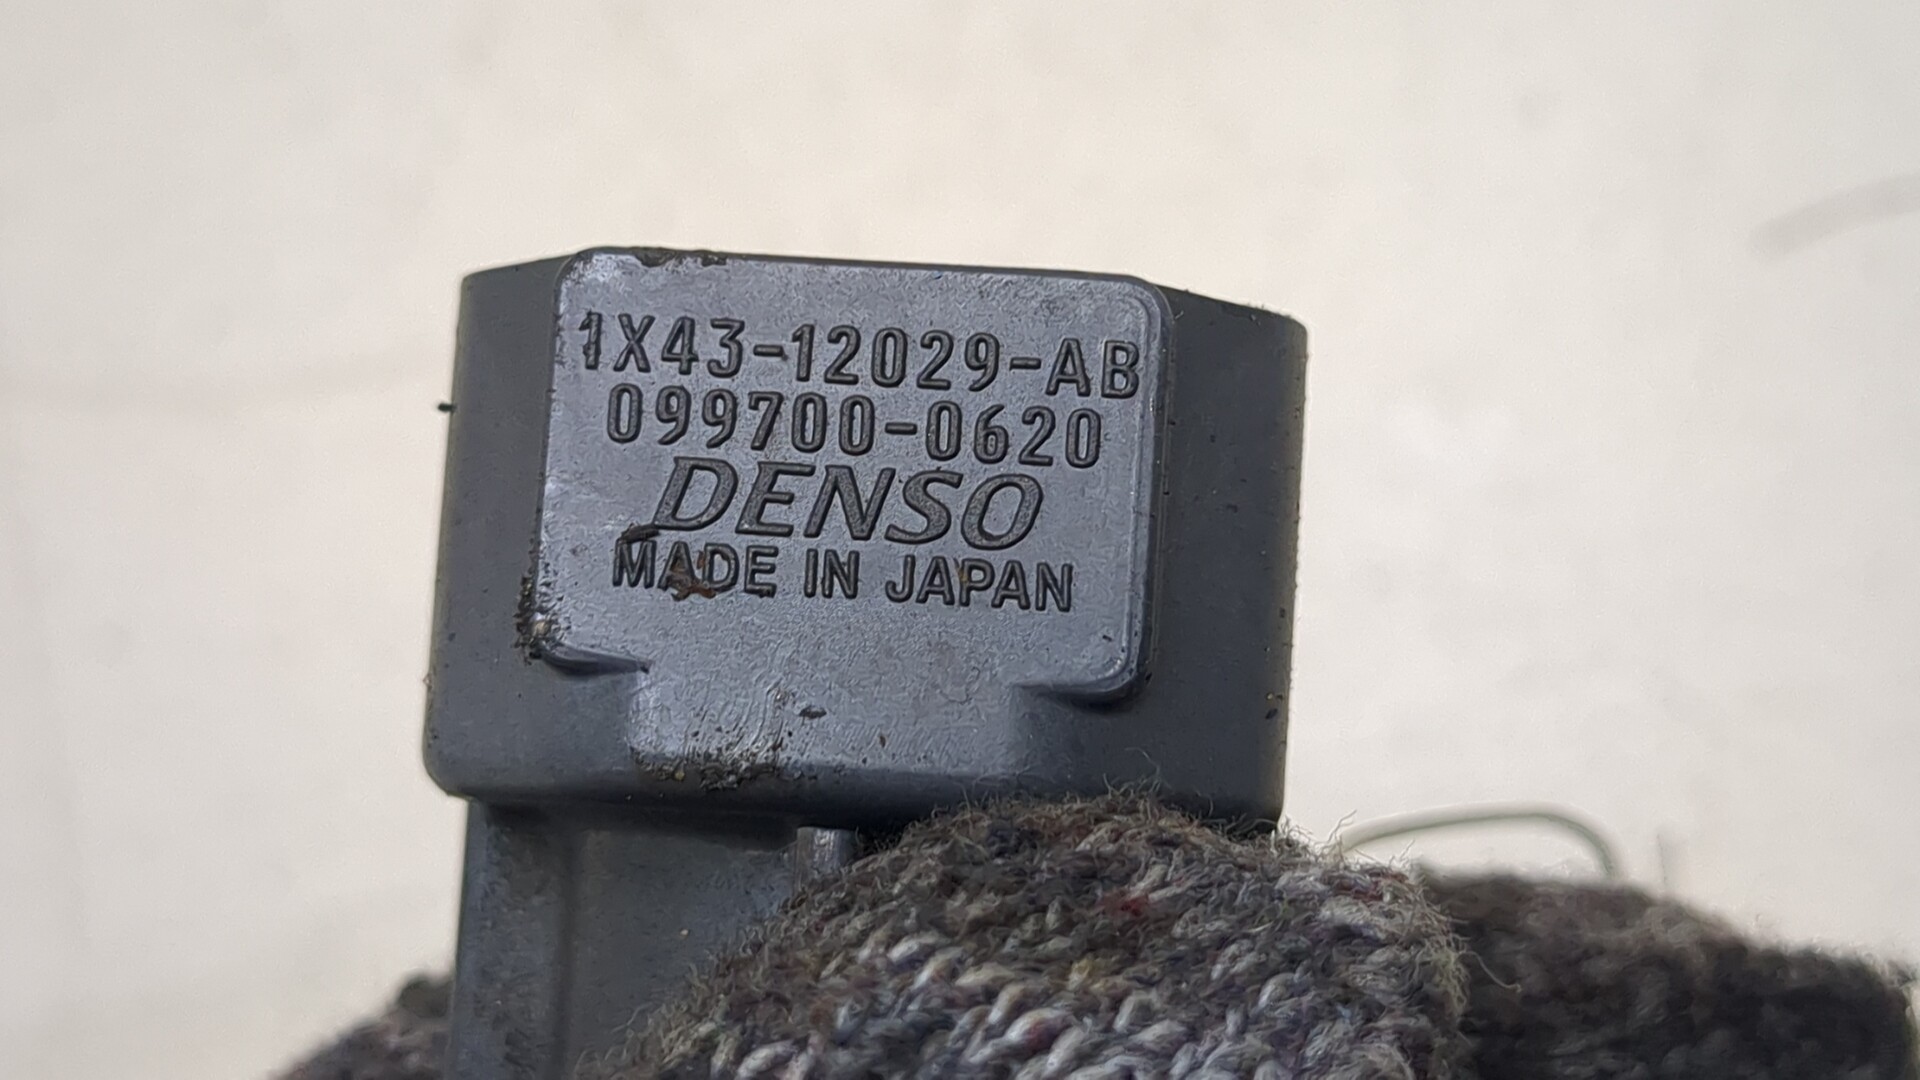 1X43-12029-AB
099700-0620
DENSO
MADE IN JAPAN